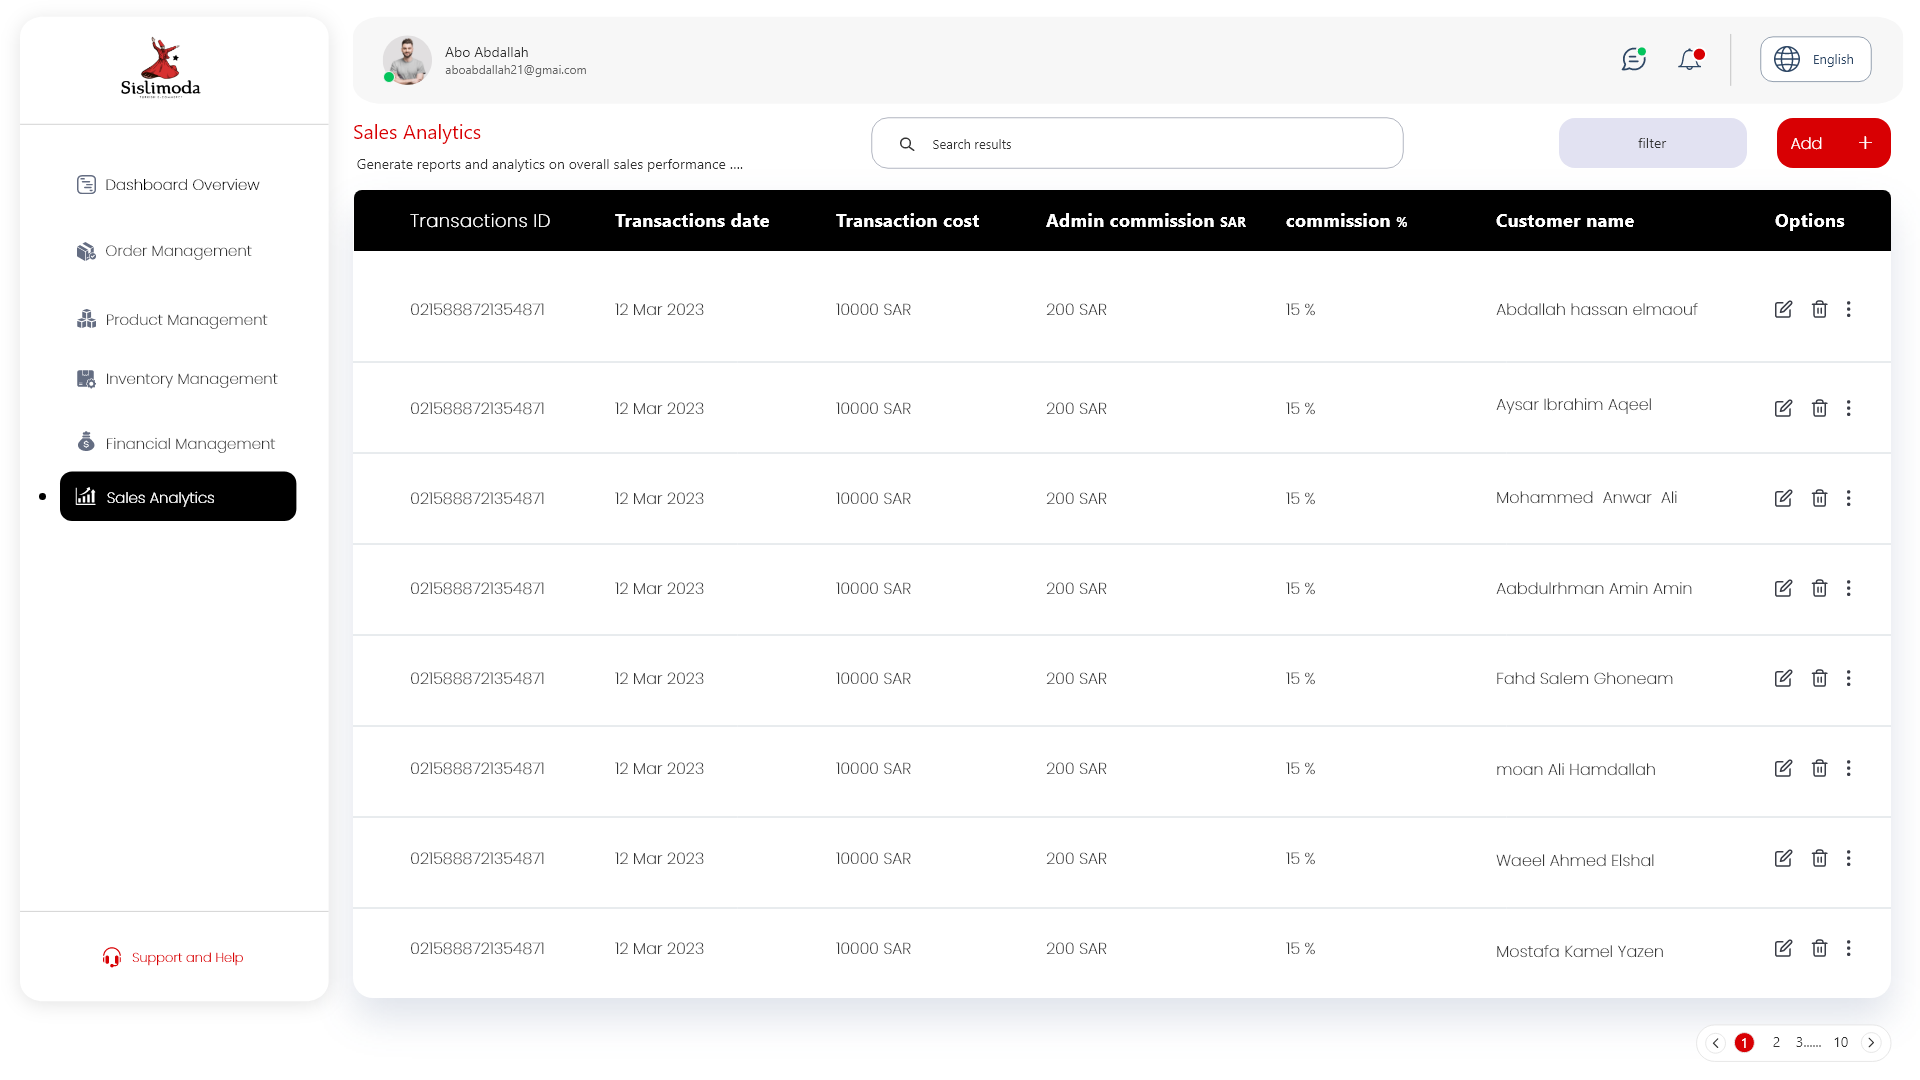 Sislimoda
Abo Abdallah
aboabdallah21@gmai.com
English
Dashboard Overview
Order Management
Product Management
Inventory Management
Financial Management
Sales Analytics
Support and Help
Sales Analytics
Generate reports and analytics on overall sales performance ....
Search results
filter
Add +
Transactions ID Transactions date Transaction cost Admin commission SAR commission % Customer name Options
0215888721354871 12 Mar 2023 10000 SAR 200 SAR 15 % Abdallah hassan elmaouf
0215888721354871 12 Mar 2023 10000 SAR 200 SAR 15 % Aysar Ibrahim Aqeel
0215888721354871 12 Mar 2023 10000 SAR 200 SAR 15 % Mohammed Anwar Ali
0215888721354871 12 Mar 2023 10000 SAR 200 SAR 15 % Aabdulrhman Amin Amin
0215888721354871 12 Mar 2023 10000 SAR 200 SAR 15 % Fahd Salem Ghoneam
0215888721354871 12 Mar 2023 10000 SAR 200 SAR 15 % moan Ali Hamdallah
0215888721354871 12 Mar 2023 10000 SAR 200 SAR 15 % Waeel Ahmed Elshal
0215888721354871 12 Mar 2023 10000 SAR 200 SAR 15 % Mostafa Kamel Yazen
1 2 3...... 10